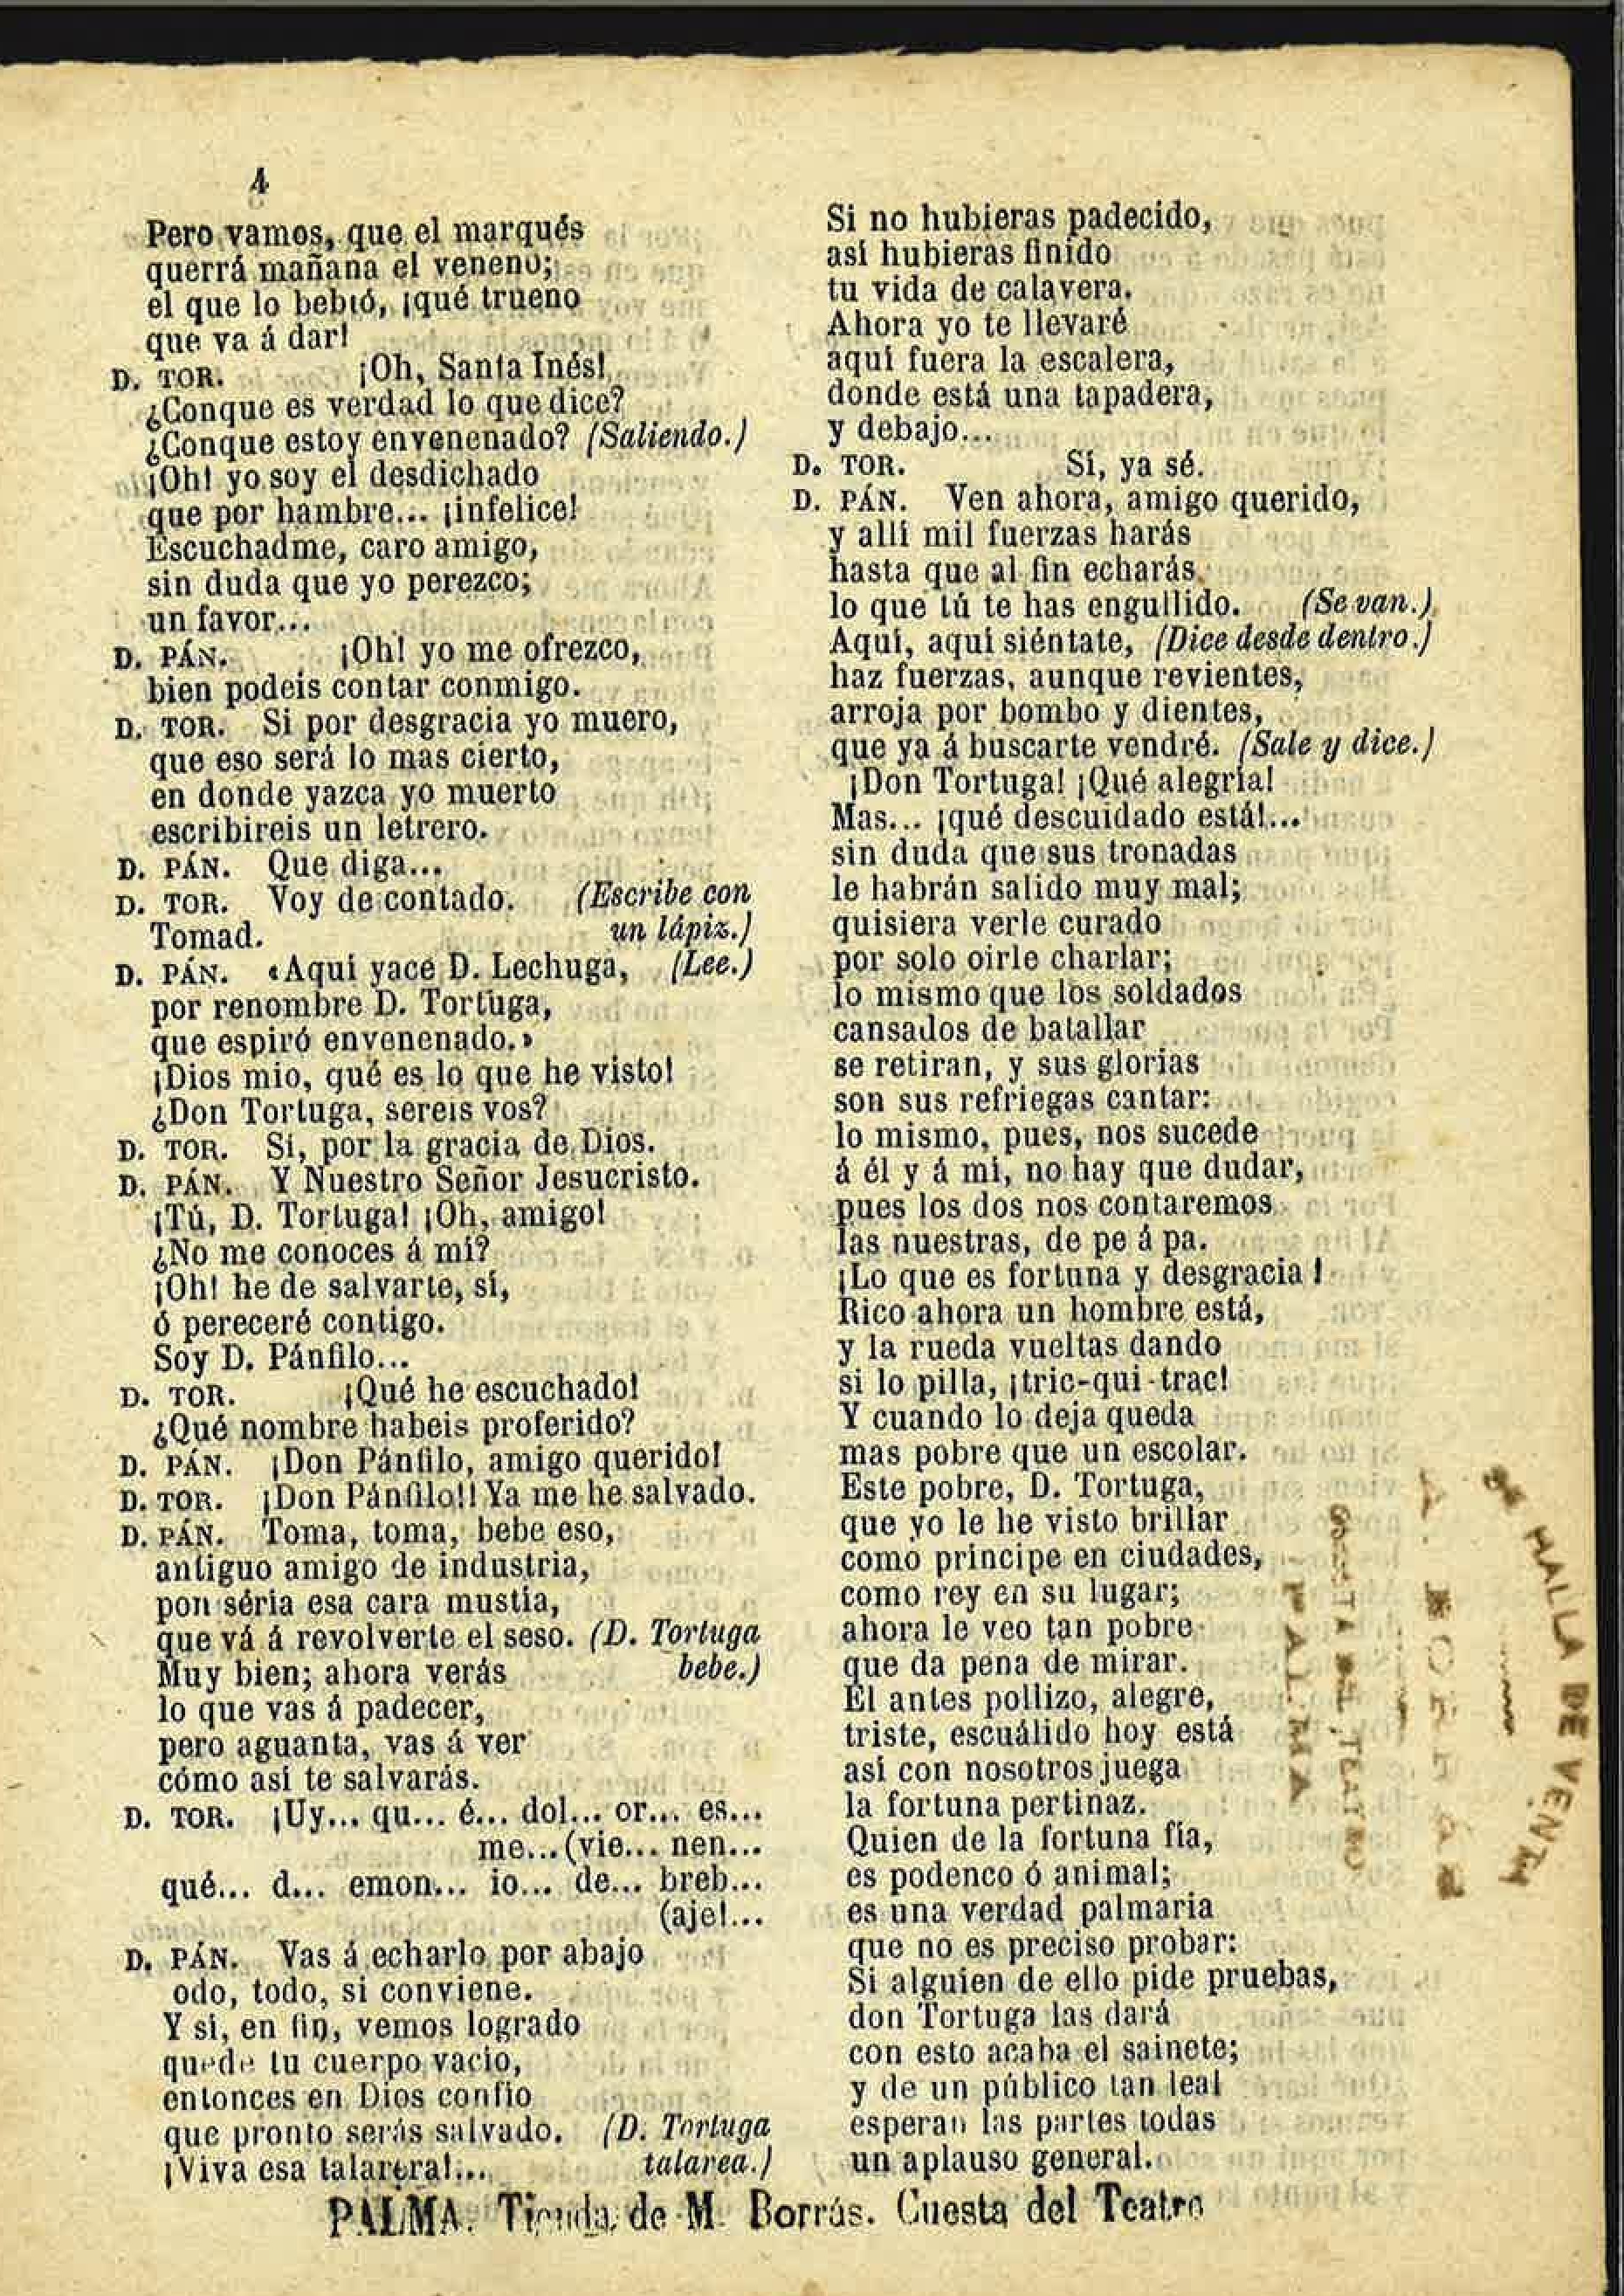 4
Pero vamos, que el marqués
querrá mañana el veneno;
el que lo bebió, ¡qué trueno
que va á dar!
D. TOR. ¡Oh, Santa Inés!
¿Conque es verdad lo que dice?
¿Conque estoy envenenado? (Saliendo.)
¡Oh! yo soy el desdichado
que por hambre... ¡infelice!
Escuchadme, caro amigo,
sin duda que yo perezco;
un favor...
D. PÁN. ¡Oh! yo me ofrezco,
bien podeis contar conmigo.
D. TOR. Si por desgracia yo muero,
que eso será lo mas cierto,
en donde yazca yo muerto
escribireis un letrero.
D. PÁN. Que diga...
D. TOR. Voy de contado. (Escribe con
Tomad. un lápiz.)
D. PÁN. «Aquí yace D. Lechuga, (Lee.)
por renombre D. Tortuga,
que espiró envenenado.»
¡Dios mio, qué es lo que he visto!
¿Don Tortuga, sereis vos?
D. TOR. Sí, por la gracia de Dios.
D. PÁN. Y Nuestro Señor Jesucristo.
¡Tú, D. Tortuga! ¡Oh, amigo!
¿No me conoces á mí?
¡Oh! he de salvarte, sí,
ó pereceré contigo.
Soy D. Pánfilo...
D. TOR. ¡Qué he escuchado!
¿Qué nombre habeis proferido?
D. PÁN. ¡Don Pánfilo, amigo querido!
D. TOR. ¡Don Pánfilo!! Ya me he salvado.
D. PÁN. Toma, toma, bebe eso,
antiguo amigo de industria,
pon séria esa cara mustia,
que vá á revolverte el seso. (D. Tortuga
Muy bien; ahora verás bebe.)
lo que vas á padecer,
pero aguanta, vas á ver
cómo así te salvarás.
D. TOR. ¡Uy... qu... é... dol... or... es...
me... (vie... nen...
qué... d... emon... io... de... breb...
(aje!...
D. PÁN. Vas á echarlo por abajo
odo, todo, si conviene.
Y si, en fin, vemos logrado
quede tu cuerpo vacío,
entonces en Dios confio
que pronto serás salvado. (D. Tortuga
¡Viva esa talarera!... talarea.)
Si no hubieras padecido,
así hubieras finido
tu vida de calavera.
Ahora yo te llevaré
aquí fuera la escalera,
donde está una tapadera,
y debajo...
D. TOR. Sí, ya sé.
D. PÁN. Ven ahora, amigo querido,
y allí mil fuerzas harás
hasta que al fin echarás
lo que tú te has engullido. (Se van.)
Aquí, aquí siéntate, (Dice desde dentro.)
haz fuerzas, aunque revientes,
arroja por bombo y dientes,
que ya á buscarte vendré. (Sale y dice.)
¡Don Tortuga! ¡Qué alegría!
Mas... ¡qué descuidado está!...
sin duda que sus tronadas
le habrán salido muy mal;
quisiera verle curado
por solo oirle charlar;
lo mismo que los soldados
cansados de batallar
se retiran, y sus glorias
son sus refriegas cantar:
lo mismo, pues, nos sucede
á él y á mi, no hay que dudar,
pues los dos nos contaremos
las nuestras, de pe á pa.
¡Lo que es fortuna y desgracia!
Rico ahora un hombre está,
y la rueda vueltas dando
si lo pilla, ¡tric-qui-trac!
Y cuando lo deja queda
mas pobre que un escolar.
Este pobre, D. Tortuga,
que yo le he visto brillar
como principe en ciudades,
como rey en su lugar;
ahora le veo tan pobre
que da pena de mirar.
El antes pollizo, alegre,
triste, escuálido hoy está
así con nosotros juega
la fortuna pertinaz.
Quien de la fortuna fía,
es podenco ó animal;
es una verdad palmaria
que no es preciso probar:
Si alguien de ello pide pruebas,
don Tortuga las dará
con esto acaba el sainete;
y de un público tan leal
esperan las partes todas
un aplauso general.
PALMA. Tienda de M. Borrás. Cuesta del Teatro
SE HALLA DE VENTA
PALMA